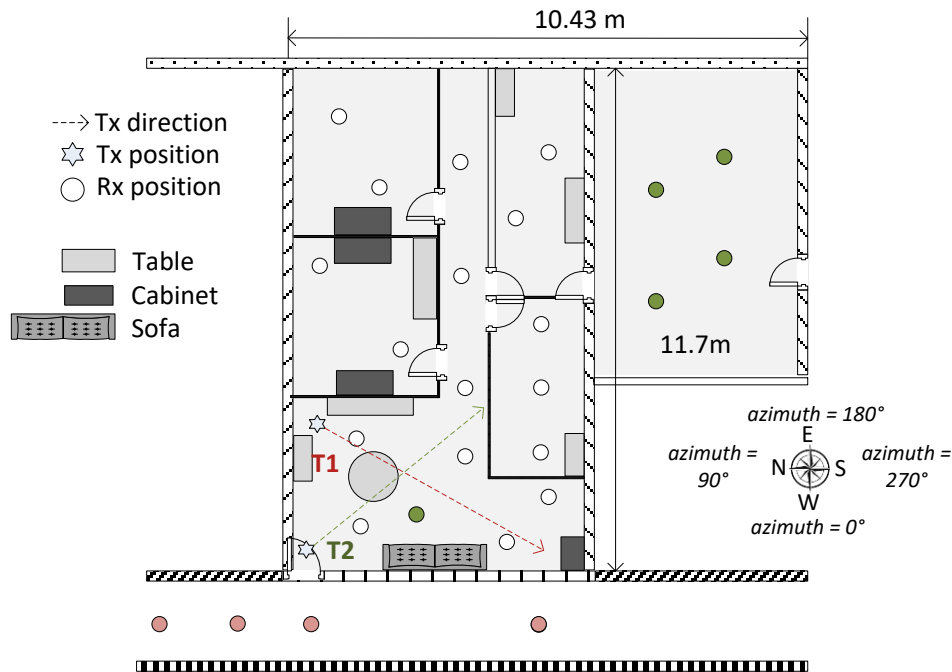 10.43 m
Tx direction
Tx position
Rx position
Table
Cabinet
Sofa
11.7m
T1
T2
azimuth = 180°
E
azimuth =
90°
N
S
azimuth =
270°
W
azimuth = 0°